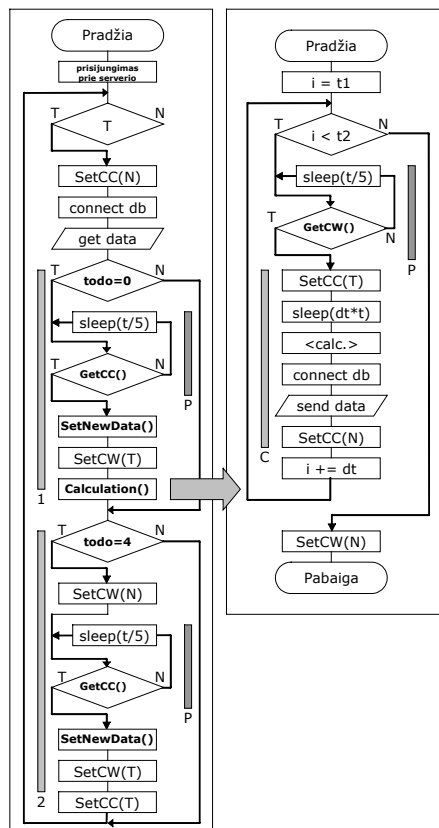 Pradžia
prisijungimas
prie serverio
T N
T
SetCC(N)
connect db
get data
T todo=0 N
sleep(t/5)
T N
GetCC()
P
SetNewData()
SetCW(T)
Calculation()
1
T N
todo=4
SetCW(N)
sleep(t/5)
T N
GetCC()
P
SetNewData()
SetCW(T)
SetCC(T)
2
Pradžia
i = t1
T N
i < t2
sleep(t/5)
T
GetCW()
N
P
SetCC(T)
sleep(dt*t)
<calc.>
connect db
send data
SetCC(N)
C
i += dt
SetCW(N)
Pabaiga